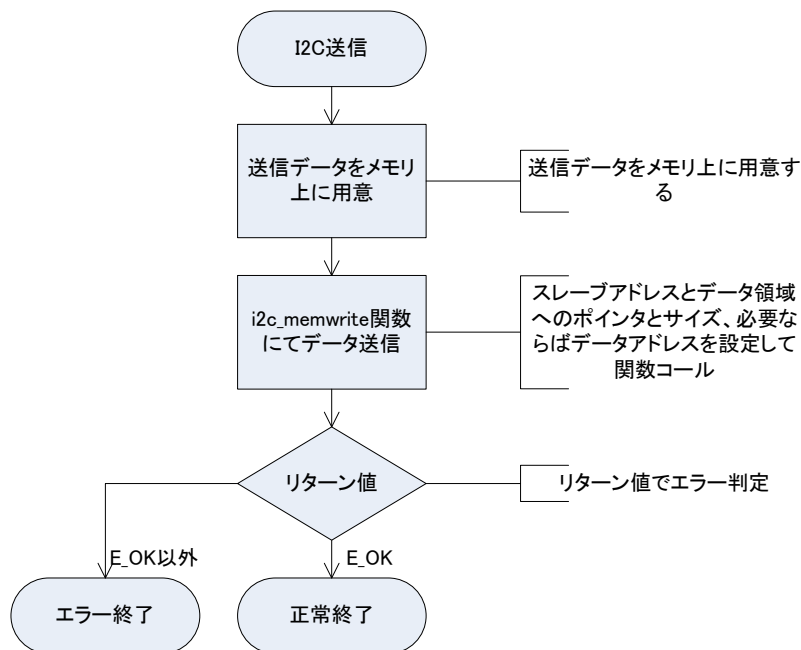 I2C送信
送信データをメモリ
上に用意
送信データをメモリ上に用意す
る
i2c_memwrite関数
にてデータ送信
スレーブアドレスとデータ領域
へのポインタとサイズ、必要な
らばデータアドレスを設定して
関数コール
リターン値
リターン値でエラー判定
E_OK以外
E_OK
エラー終了
正常終了